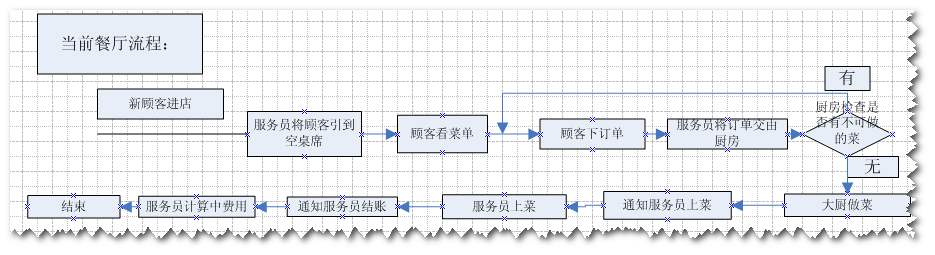 当前餐厅流程：
有
新顾客进店
服务员将顾客引到
空桌席
顾客看菜单
顾客下订单
服务员将订单交由
厨房
厨房检查是
否有不可做
的菜
无
结束
服务员计算中费用
通知服务员结账
服务员上菜
通知服务员上菜
大厨做菜